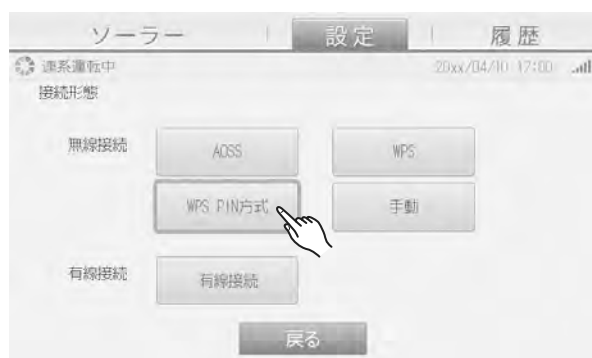 ソーラー 設定 履歴
連系運転中 20xx/04/10 17:00
接続形態
無線接続 AOSS WPS
WPS PIN方式 手動
有線接続 有線接続
戻る